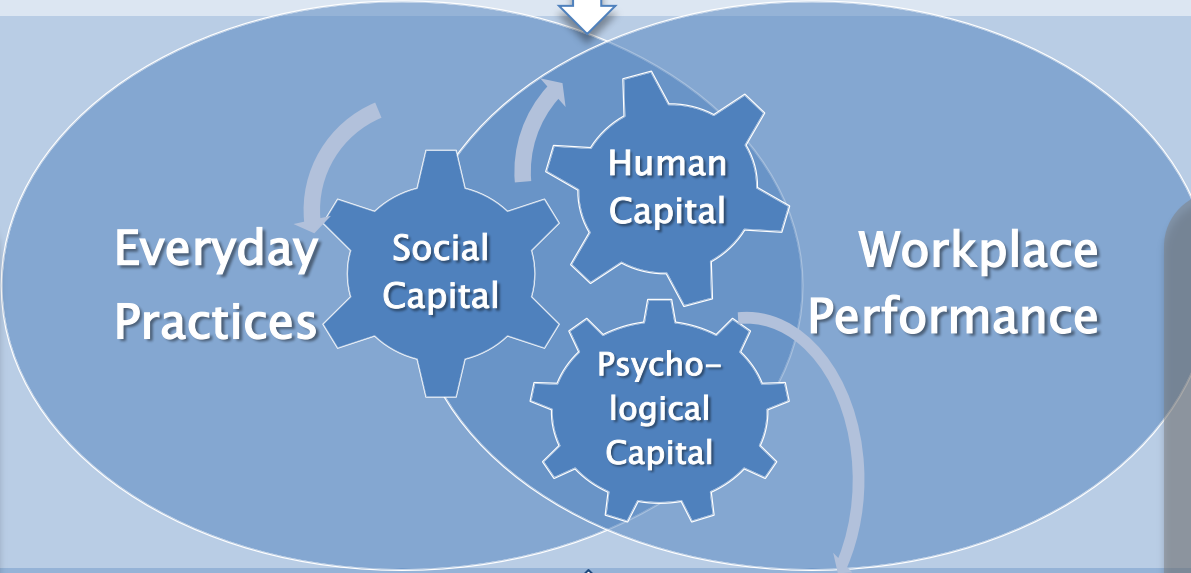 Everyday
Practices
Social
Capital
Human
Capital
Psycho–
logical
Capital
Workplace
Performance